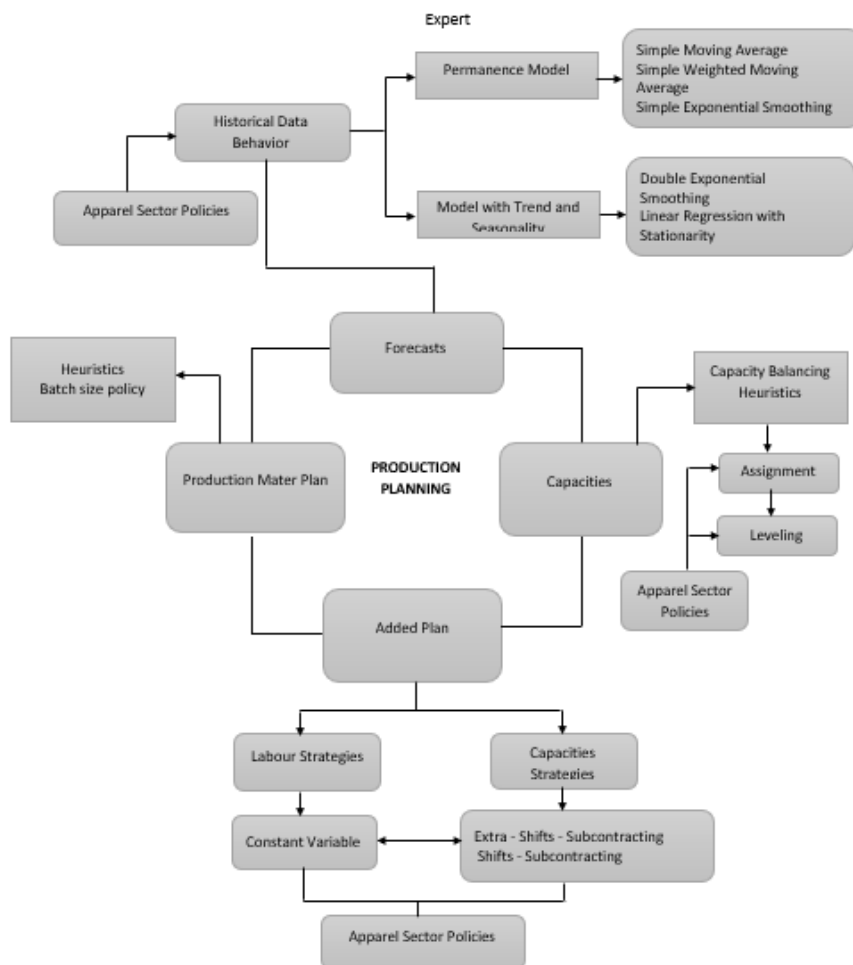 Expert
Permanence Model
Simple Moving Average
Simple Weighted Moving
Average
Simple Exponential Smoothing
Historical Data
Behavior
Apparel Sector Policies
Model with Trend and
Seasonality
Double Exponential
Smoothing
Linear Regression with
Stationarity
Forecasts
Heuristics
Batch size policy
Capacity Balancing
Heuristics
Production Mater Plan
PRODUCTION
PLANNING
Capacities
Assignment
Leveling
Apparel Sector
Policies
Added Plan
Labour Strategies
Capacities
Strategies
Constant Variable
Extra - Shifts - Subcontracting
Shifts - Subcontracting
Apparel Sector Policies